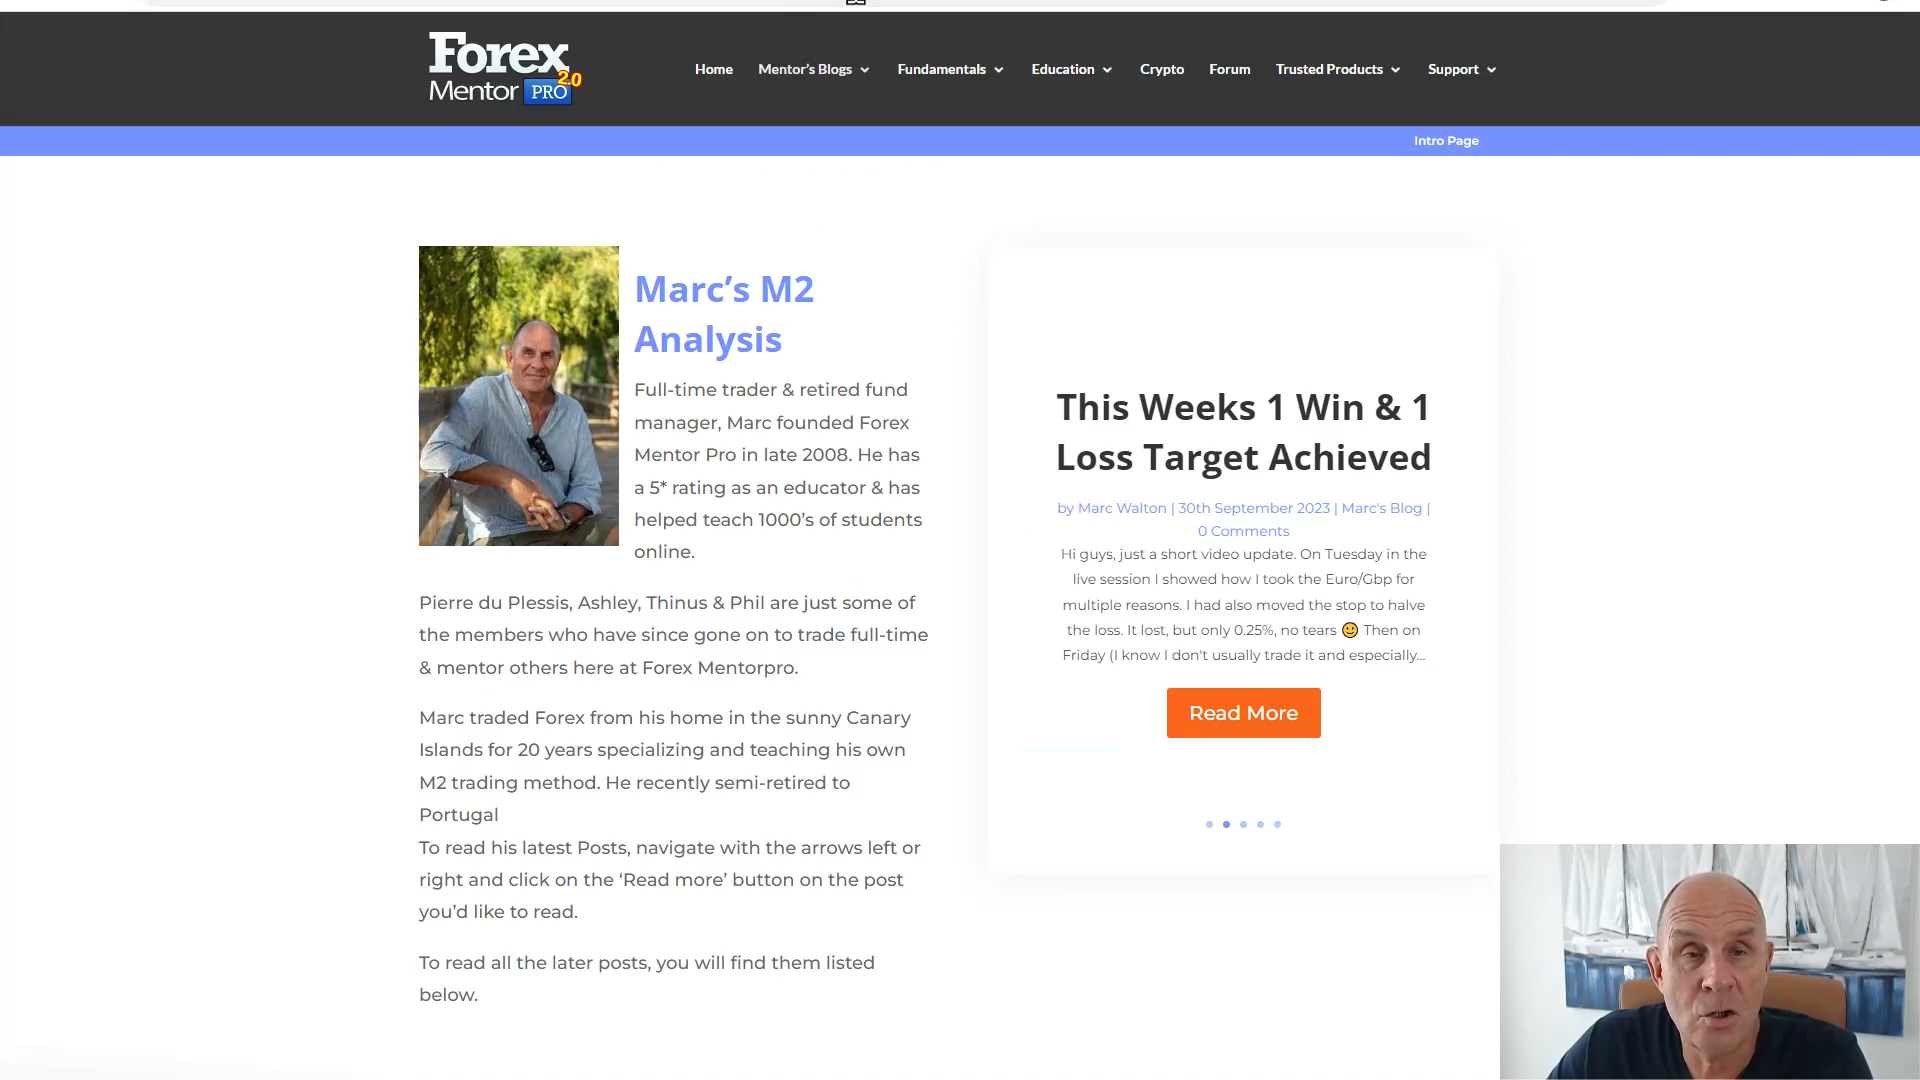 Forex
Mentor PRO 2.0
Home
Mentor's Blogs
Fundamentals
Education
Crypto
Forum
Trusted Products
Support
Intro Page
Marc’s M2
Analysis
Full-time trader & retired fund
manager, Marc founded Forex
Mentor Pro in late 2008. He has
a 5* rating as an educator & has
helped teach 1000’s of students
online.
Pierre du Plessis, Ashley, Thinus & Phil are just some of
the members who have since gone on to trade full-time
& mentor others here at Forex Mentorpro.
Marc traded Forex from his home in the sunny Canary
Islands for 20 years specializing and teaching his own
M2 trading method. He recently semi-retired to
Portugal
To read his latest Posts, navigate with the arrows left or
right and click on the ‘Read more’ button on the post
you’d like to read.
To read all the later posts, you will find them listed
below.
This Weeks 1 Win & 1
Loss Target Achieved
by Marc Walton | 30th September 2023 | Marc's Blog |
0 Comments
Hi guys, just a short video update. On Tuesday in the
live session I showed how I took the Euro/Gbp for
multiple reasons. I had also moved the stop to halve
the loss. It lost, but only 0.25%, no tears 🙂 Then on
Friday (I know I don't usually trade it and especially...
Read More